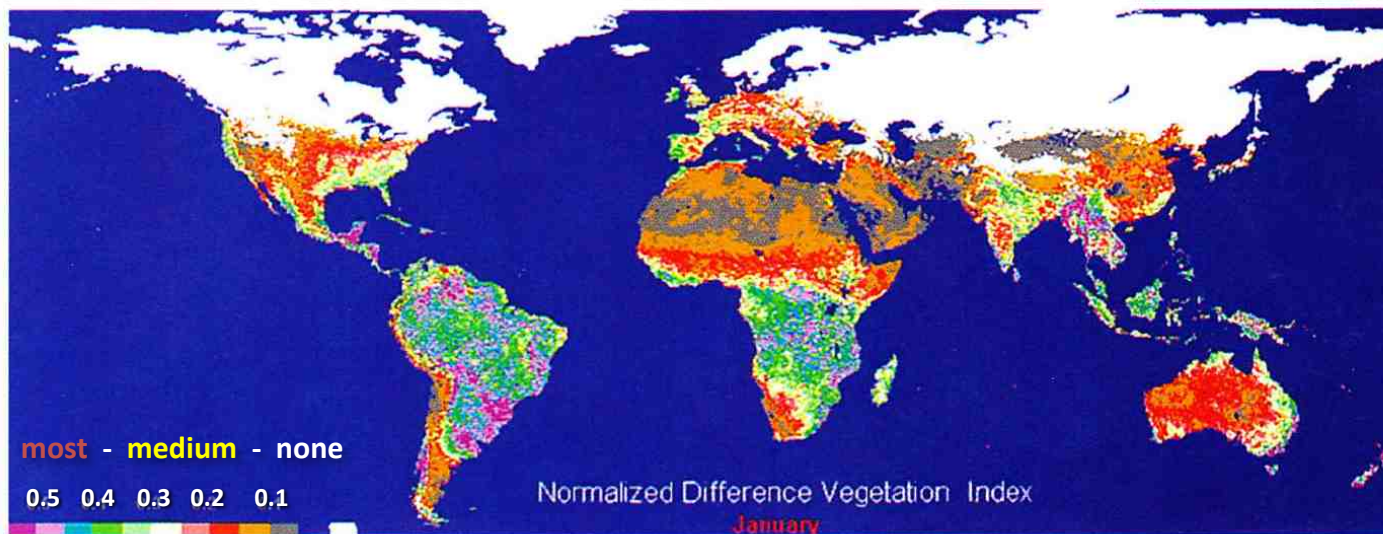 most - medium - none
0.5 0.4 0.3 0.2 0.1
Normalized Difference Vegetation Index
January